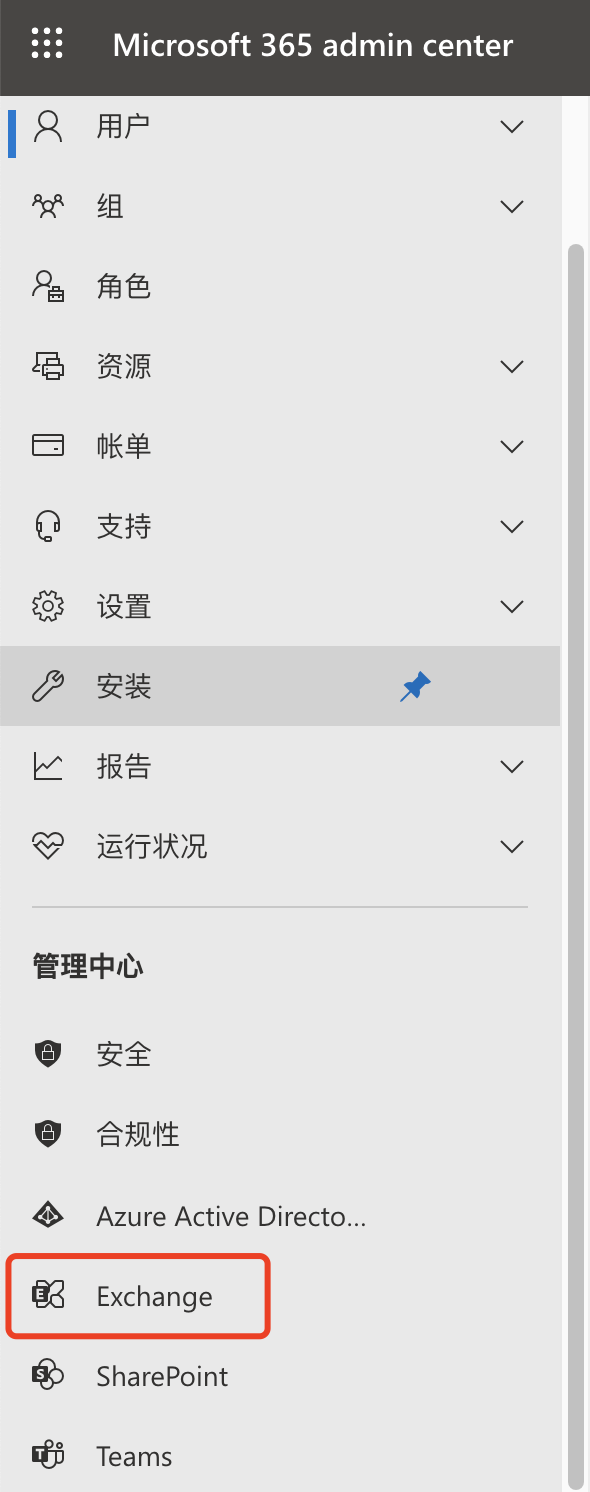 Microsoft 365 admin center
用户
组
角色
资源
帐单
支持
设置
安装
报告
运行状况
管理中心
安全
合规性
Azure Active Directo...
Exchange
SharePoint
Teams